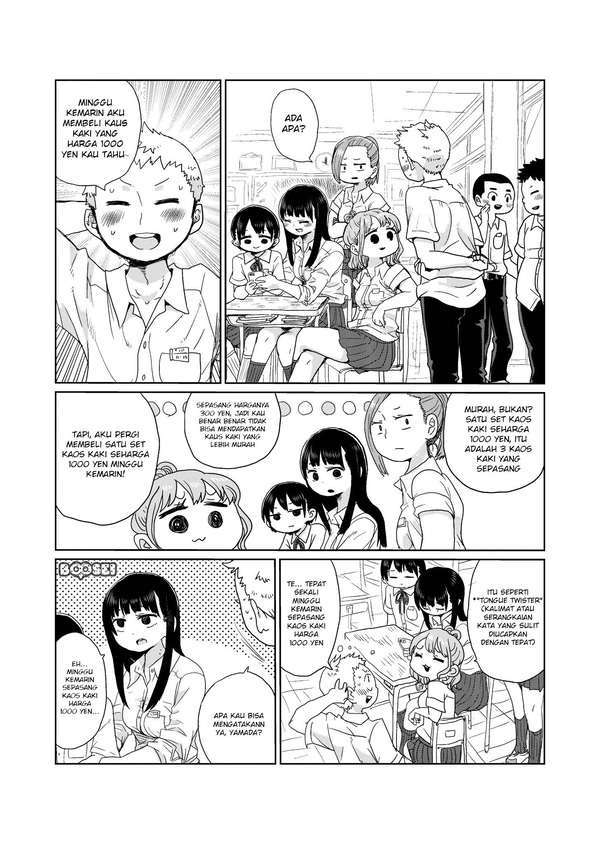 MINGGU
KEMARIN AKU
MEMBELI KAUS
KAKI YANG
HARGA 1000
YEN KAU TAHU
ADA
APA?
TAPI, AKU PERGI
MEMBELI SATU SET
KAOS KAKI SEHARGA
1000 YEN MINGGU
KEMARIN!
SEPASANG HARGANYA
300 YEN, JADI KAU
BENAR BENAR TIDAK
BISA MENDAPATKAN
KAUS KAKI YANG
LEBIH MURAH
MURAH, BUKAN?
SATU SET KAOS
KAKI SEHARGA
1000 YEN, ITU
ADALAH 3 KAOS
KAKI YANG
SEPASANG
BOOSKI
EH...
MINGGU
KEMARIN
SEPASANG
KAOS KAKI
HARGA
1000 YEN...
APA KAU BISA
MENGATAKANN
YA, YAMADA?
TE... TEPAT
SEKALI
MINGGU
KEMARIN
SEPASANG
KAOS KAKI
HARGA
1000 YEN
ITU SEPERTI
"TONGUE TWISTER"
(KALIMAT ATAU
SERANGKAIAN
KATA YANG SULIT
DIUCAPKAN
DENGAN TEPAT)